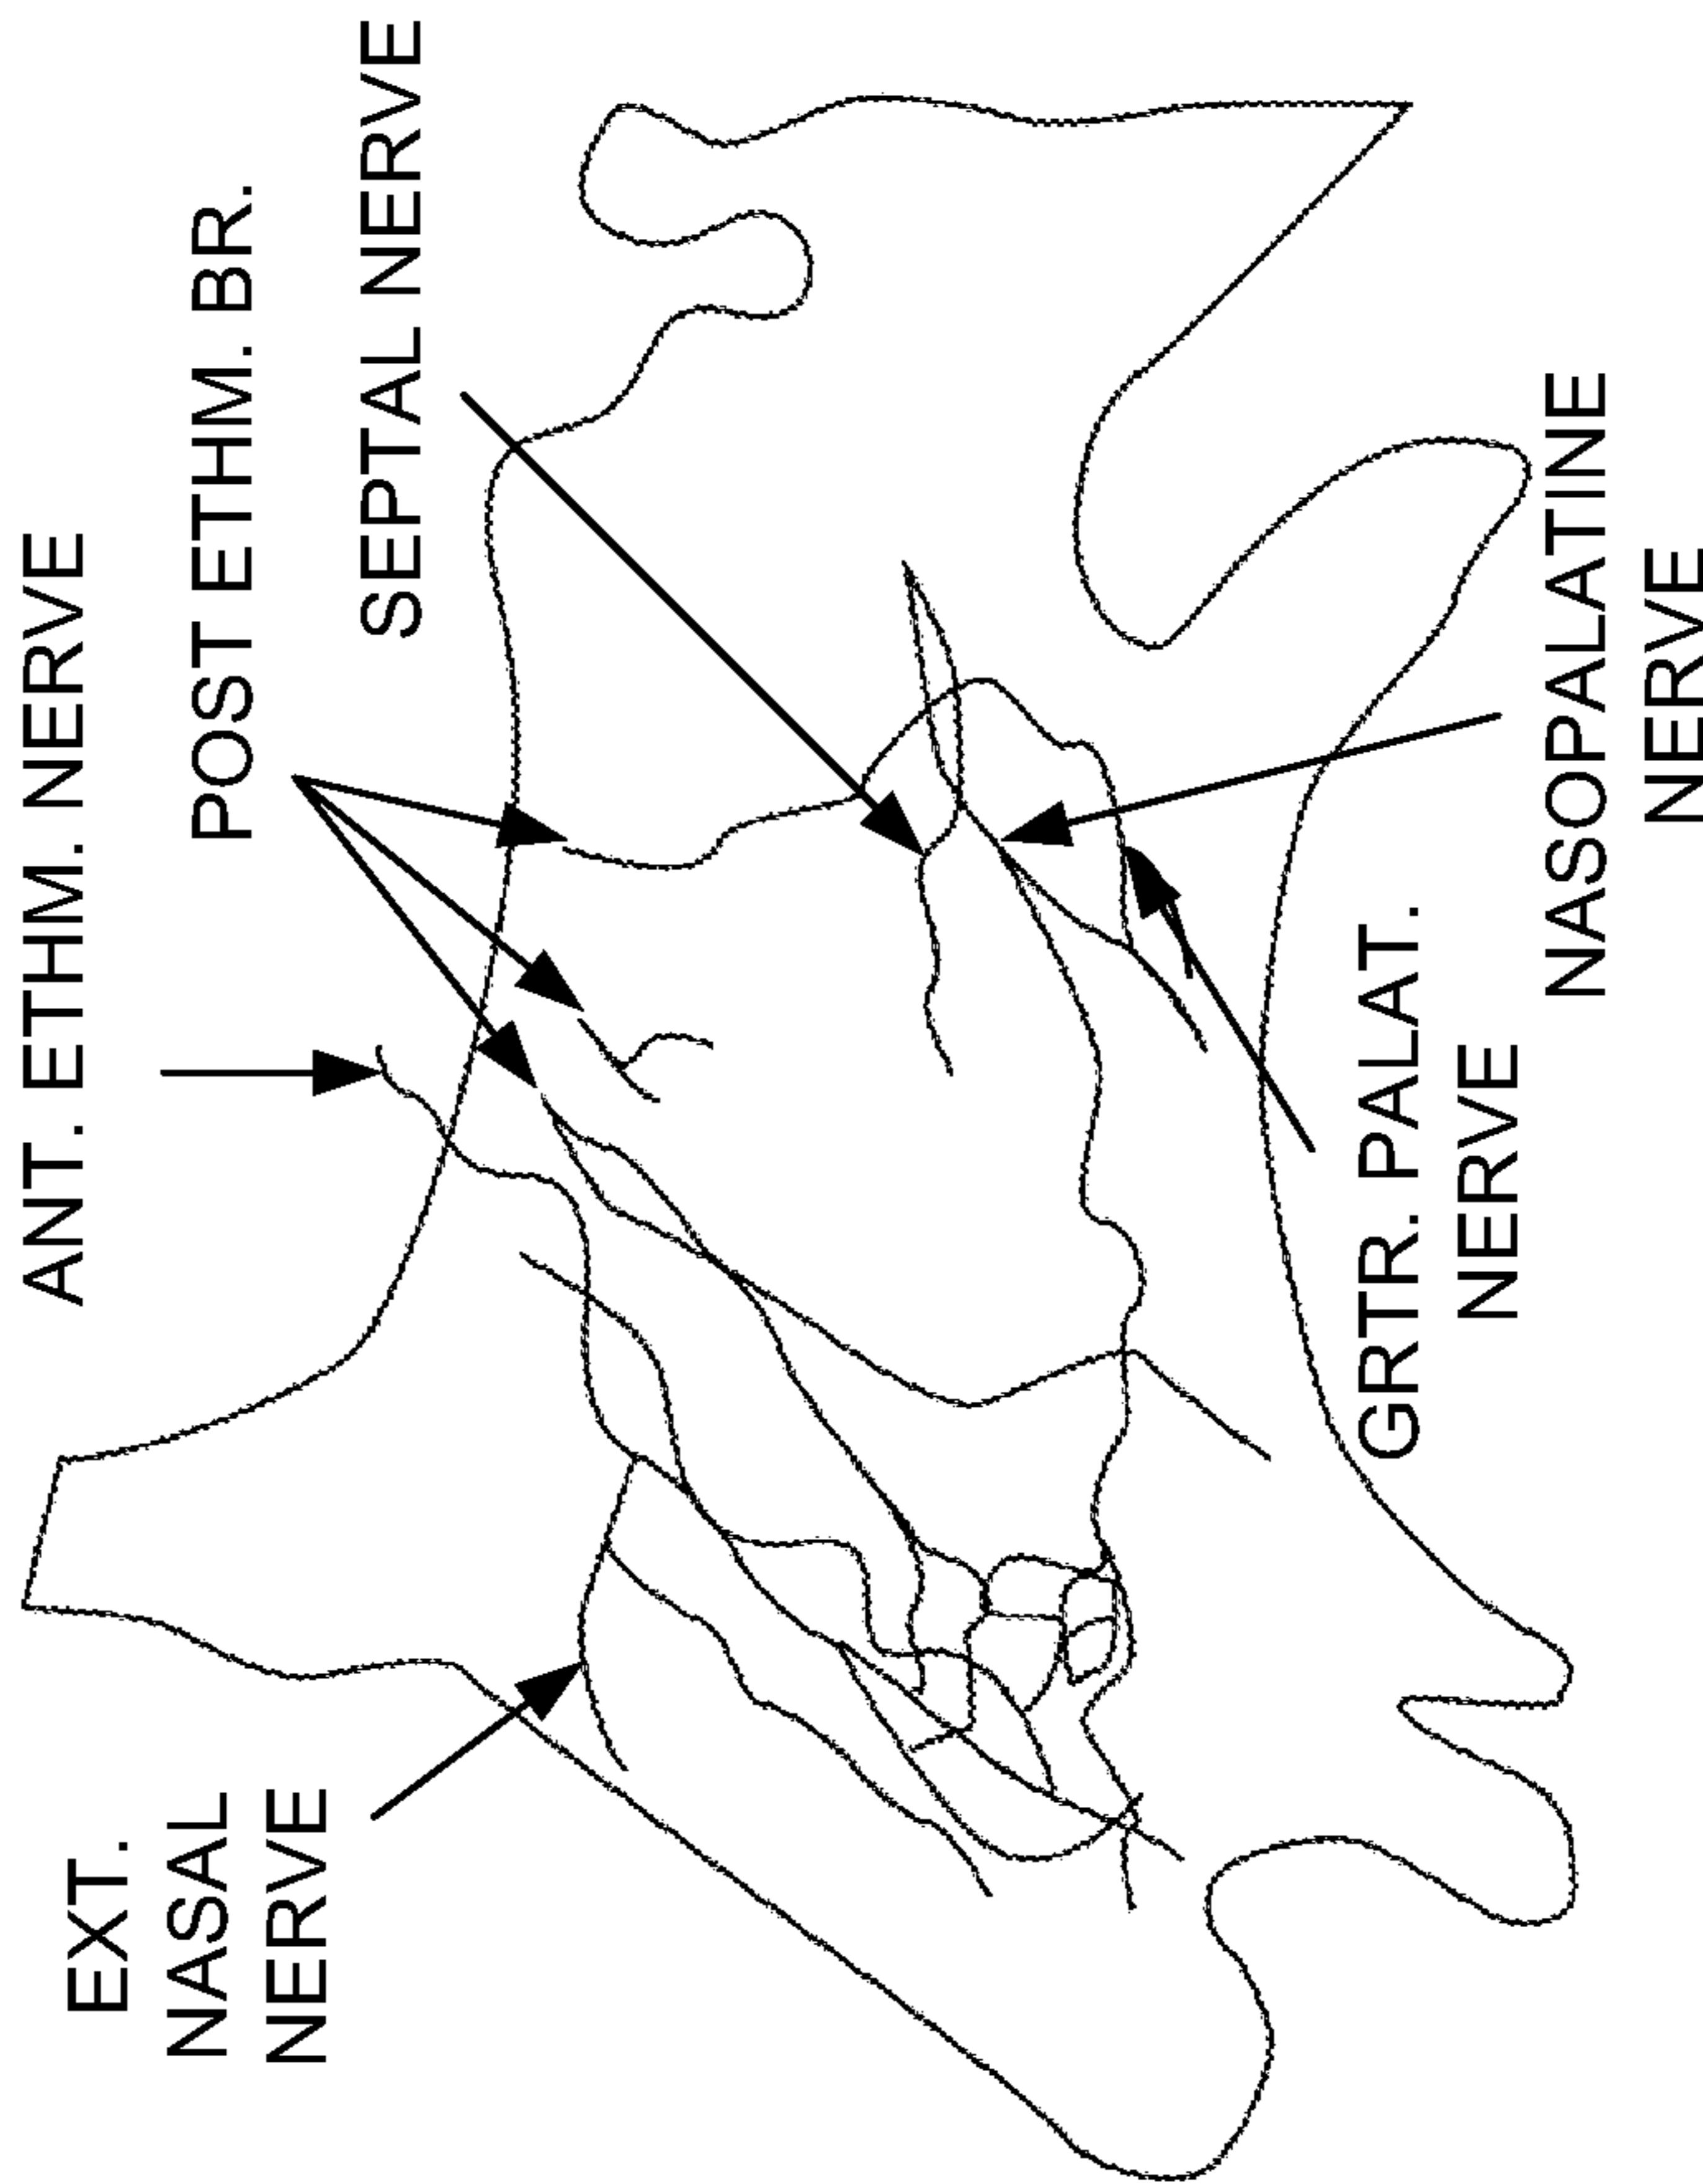 EXT.
NASAL
NERVE
ANT. ETHM. NERVE
POST ETHM. BR.
SEPTAL NERVE
GRTR. PALAT.
NERVE
NASOPALATINE
NERVE